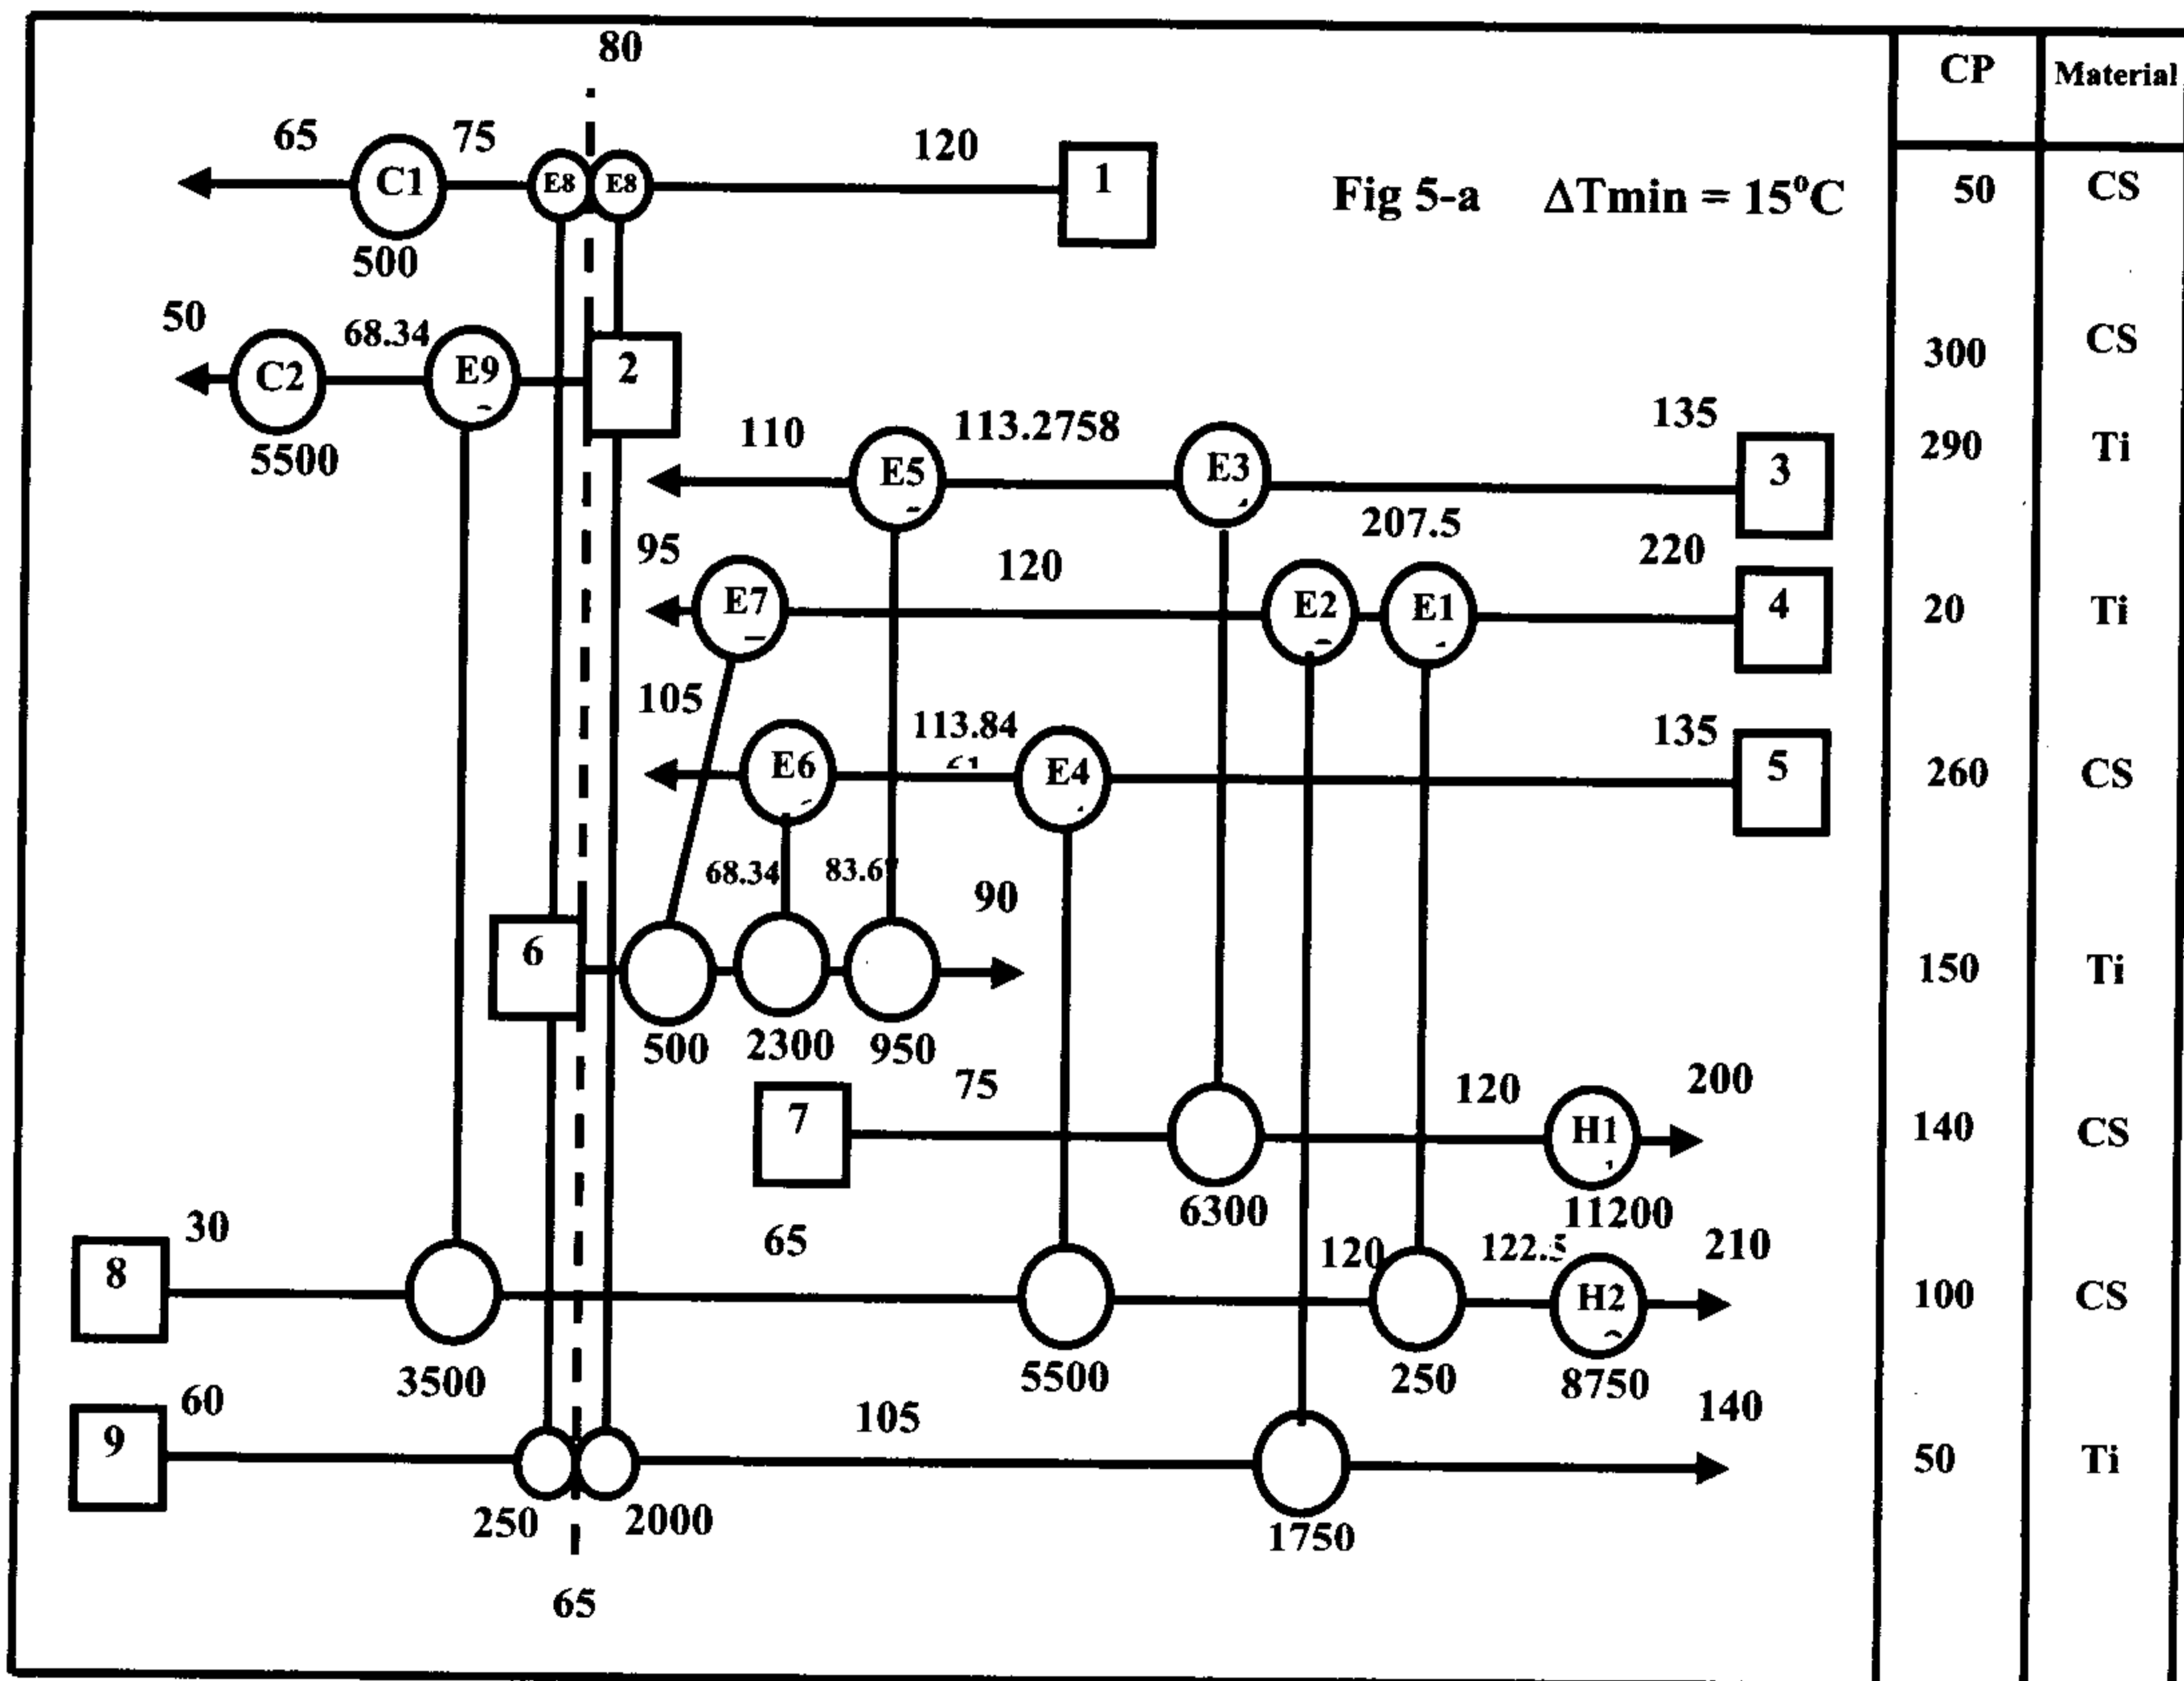 80
CP Material
65 75 120
C1 E8 E8 1
Fig 5-a ΔTmin = 15°C
50 CS
500
50 68.34
C2 E9 2
300 CS
5500
110 113.2758 135
E5 E3 3
290 Ti
95 120 207.5 220
E7 E2 E1 4
20 Ti
105 113.84 135
E6 E4 5
260 CS
68.34 83.67 90
6
150 Ti
500 2300 950
75 120 200
7 H1
140 CS
6300 11200
30 65 120 122.5 210
8 H2
100 CS
3500 5500 250 8750
60 105 140
9
50 Ti
250 2000 1750
65